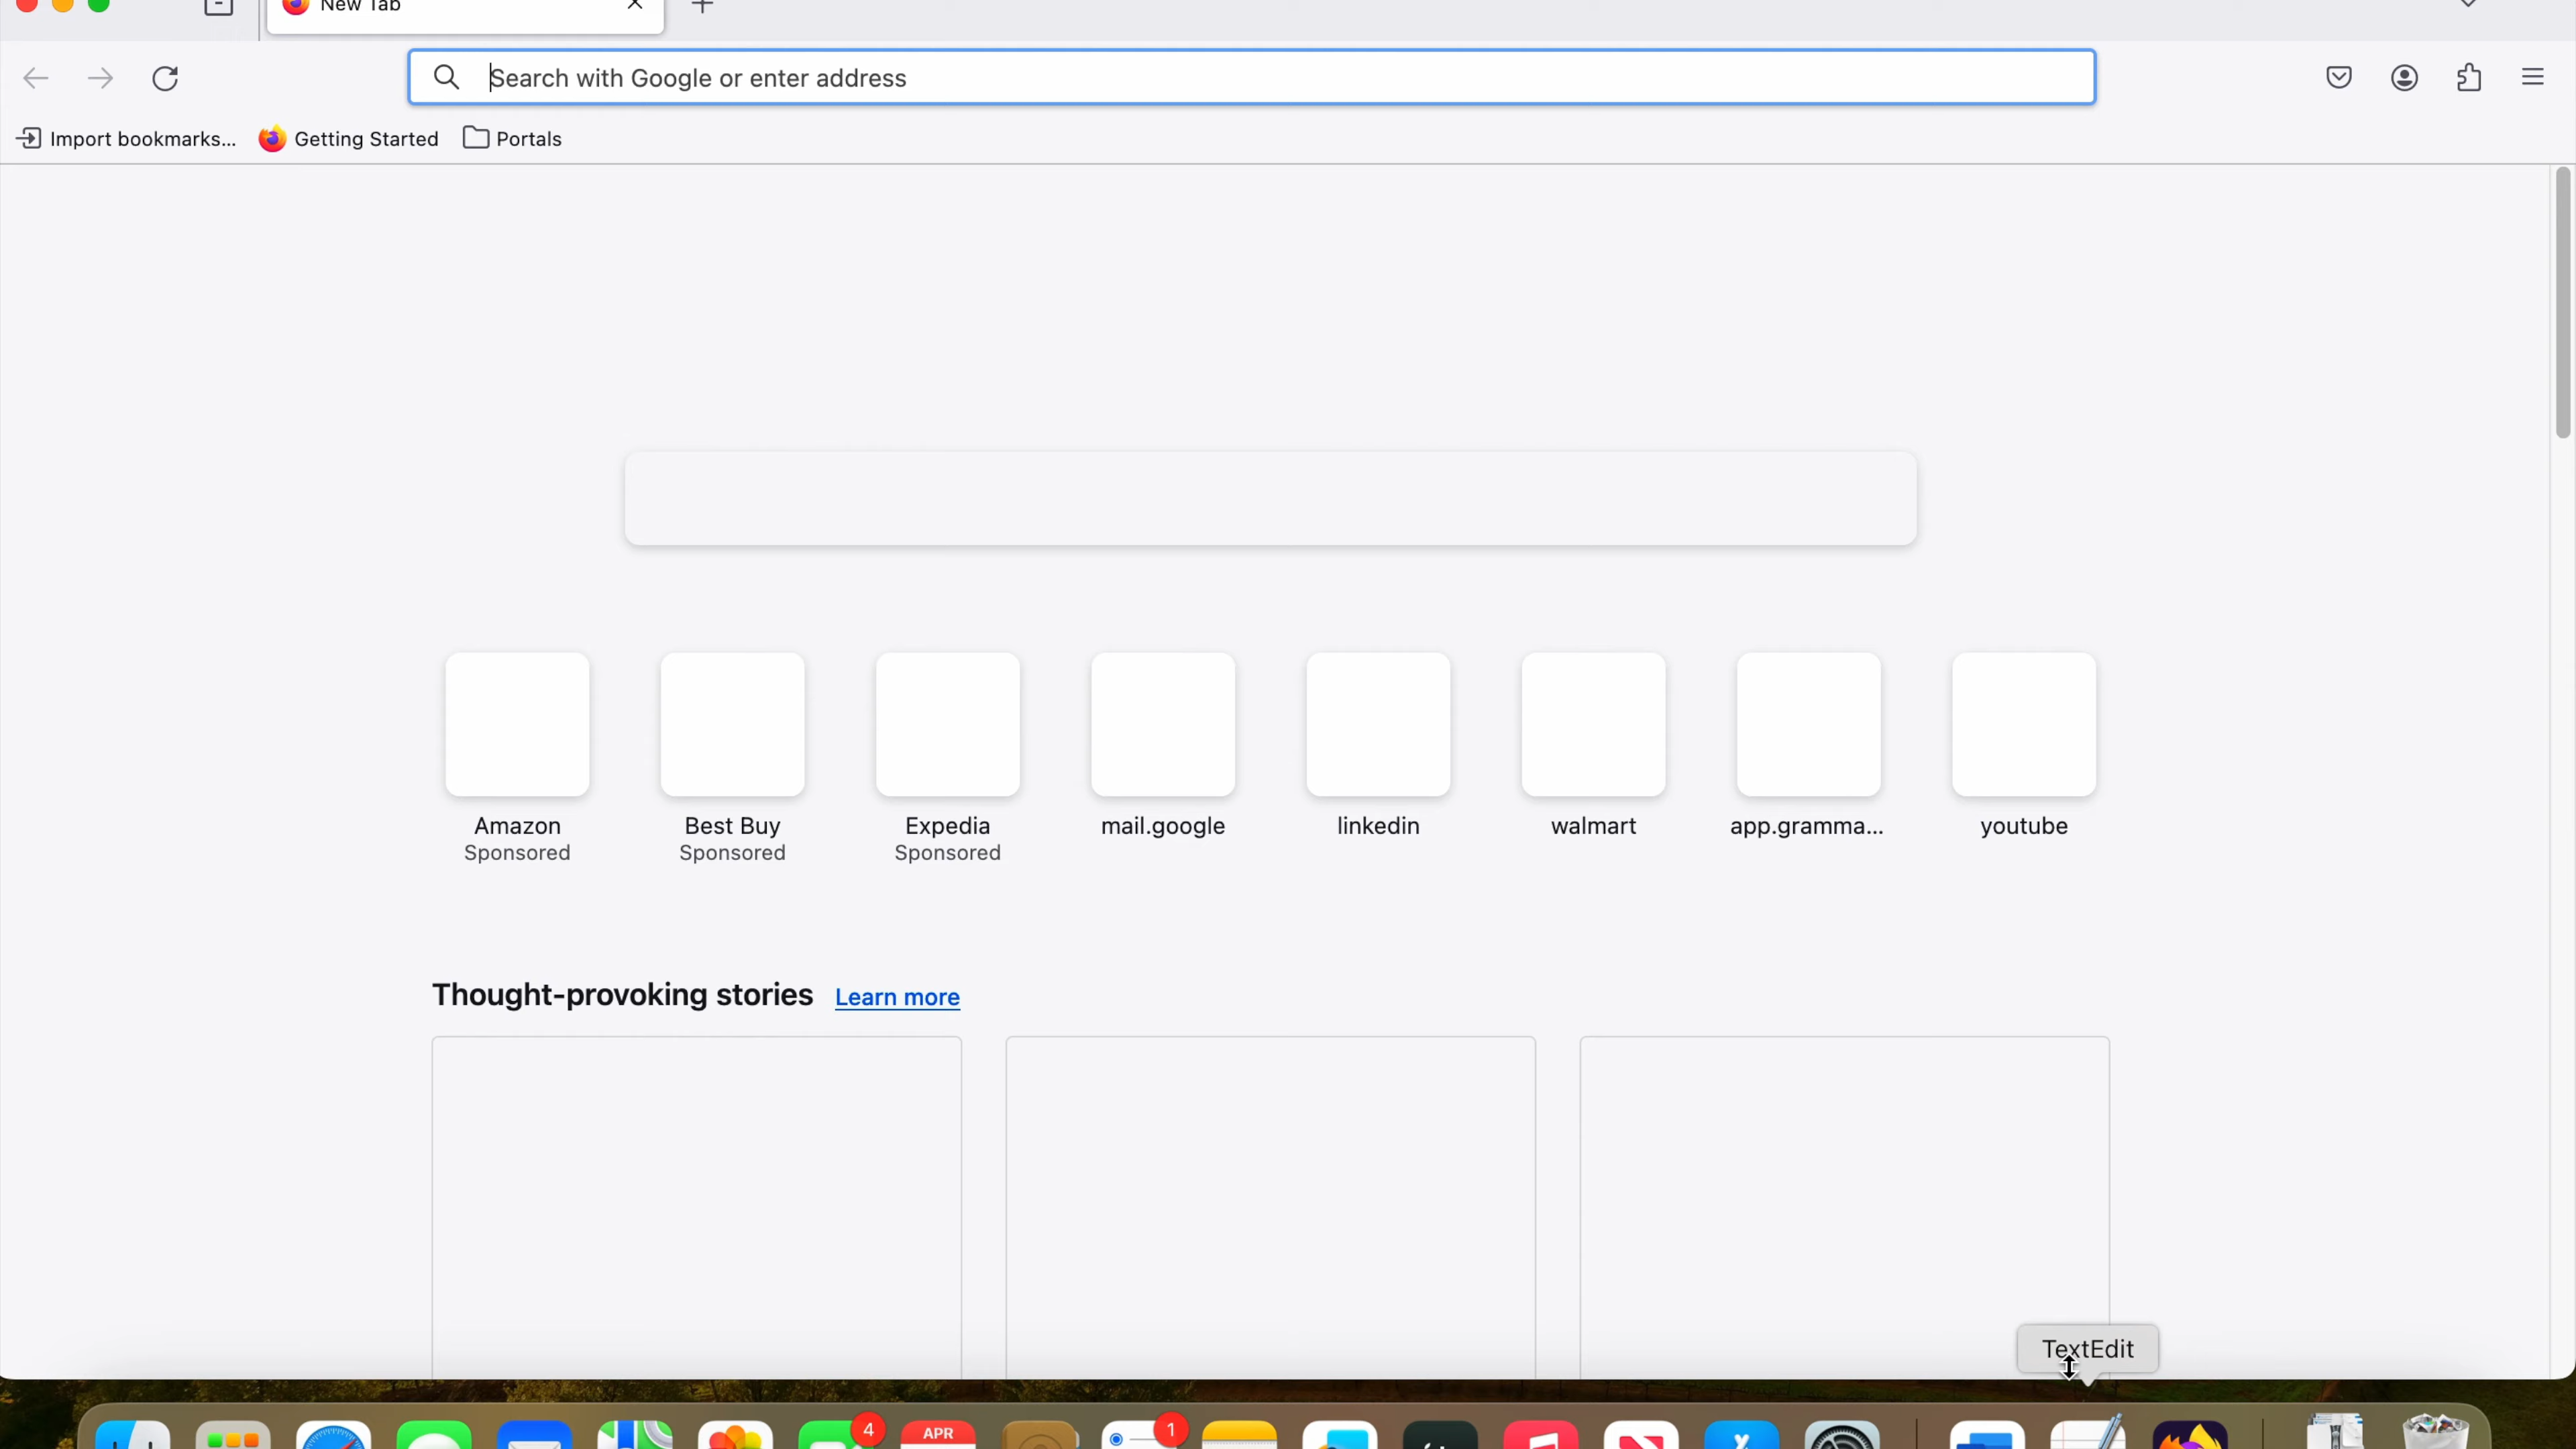 New Tab
Search with Google or enter address
Import bookmarks...
Getting Started
Portals
Amazon
Sponsored
Best Buy
Sponsored
Expedia
Sponsored
mail.google
linkedin
walmart
app.gramma...
youtube
Thought-provoking stories
Learn more
TextEdit
4
APR
1